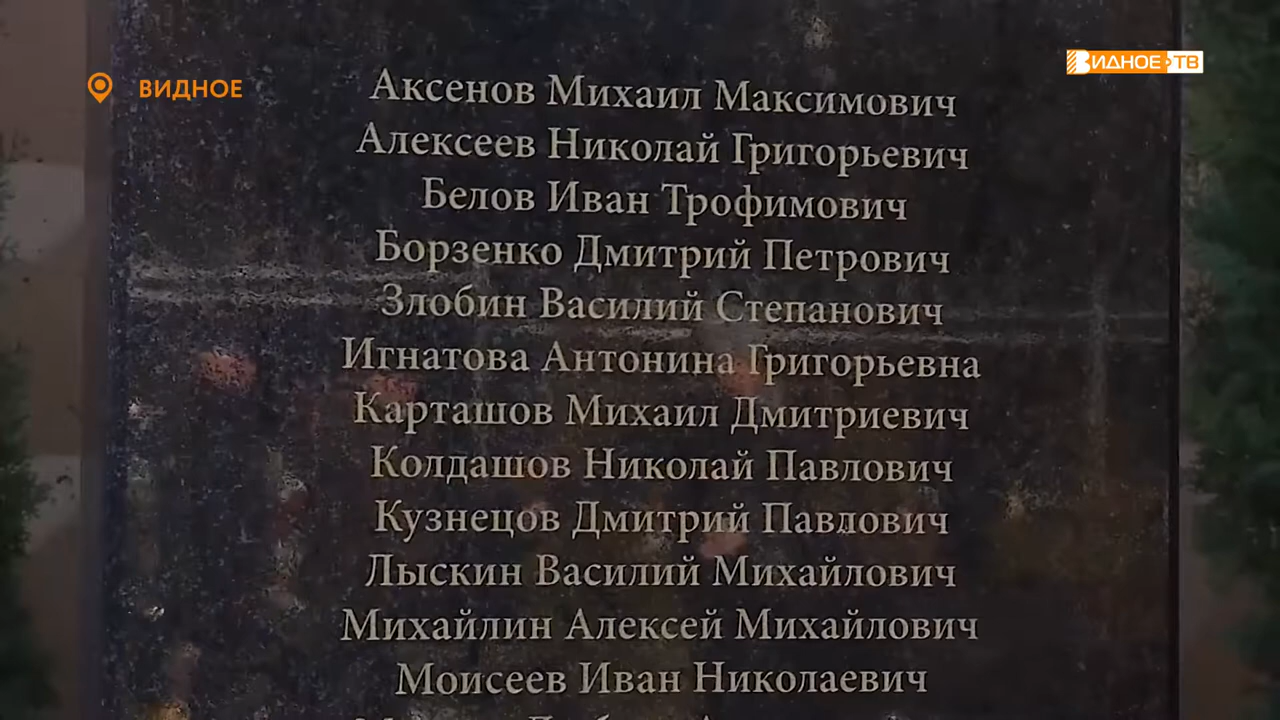 ВИДНОЕ
ВИДНОЕ ТВ
Аксенов Михаил Максимович
Алексеев Николай Григорьевич
Белов Иван Трофимович
Борзенко Дмитрий Петрович
Злобин Василий Степанович
Игнатова Антонина Григорьевна
Карташов Михаил Дмитриевич
Колдашов Николай Павлович
Кузнецов Дмитрий Павлович
Лыскин Василий Михайлович
Михайлин Алексей Михайлович
Моисеев Иван Николаевич